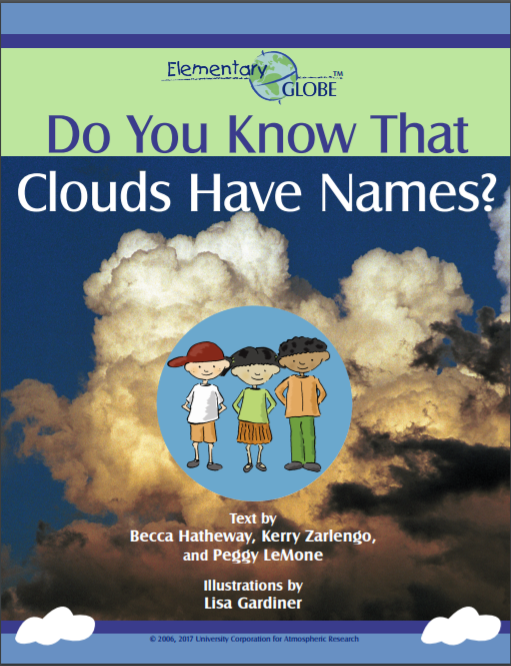 Elementary
GLOBE™
Do You Know That
Clouds Have Names?
Text by
Becca Hatheway, Kerry Zarlengo,
and Peggy LeMone
Illustrations by
Lisa Gardiner
© 2006, 2017 University Corporation for Atmospheric Research